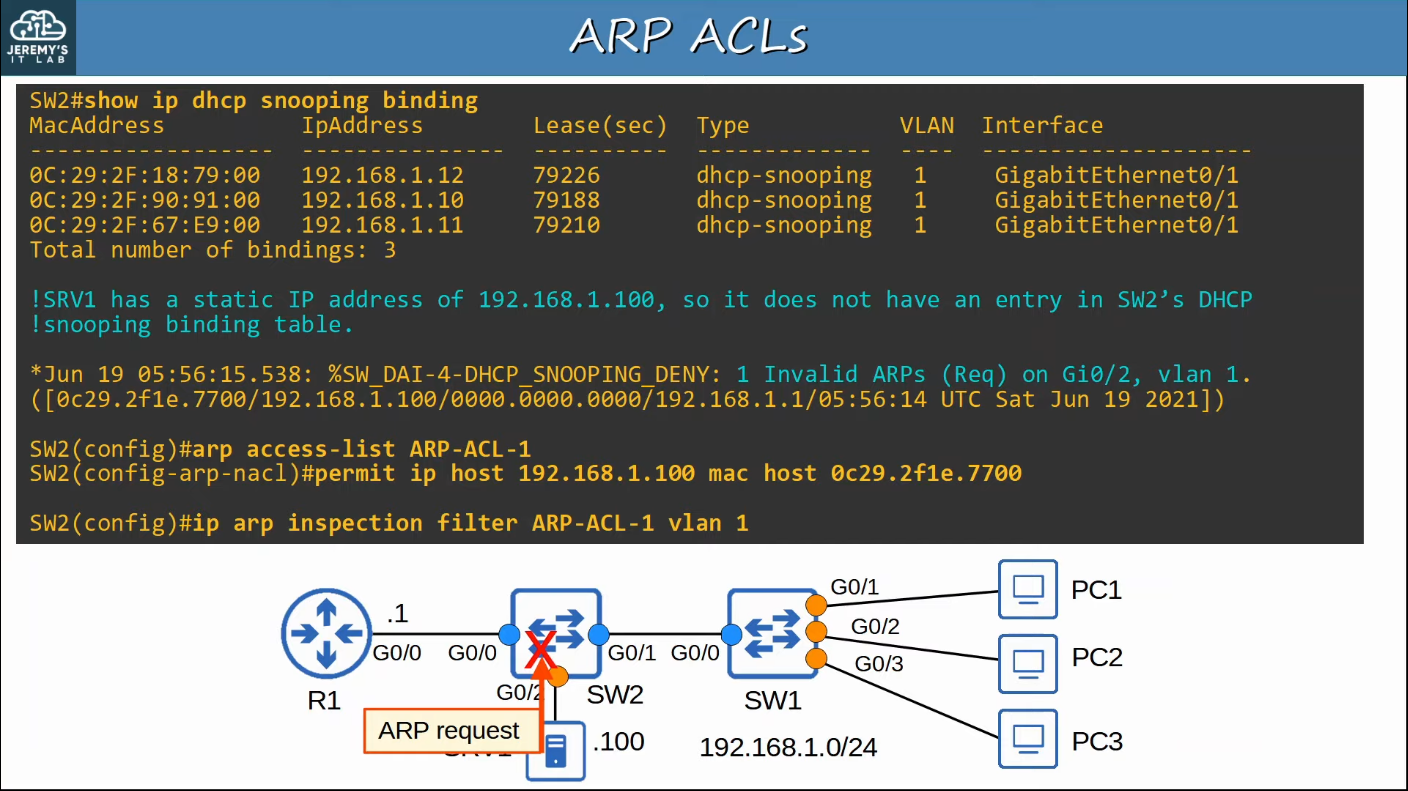 JEREMY'S
IT LAB
ARP ACLs
SW2#show ip dhcp snooping binding
MacAddress IpAddress Lease(sec) Type VLAN Interface
------------------ --------------- ---------- ------------- ---- --------------------
0C:29:2F:18:79:00 192.168.1.12 79226 dhcp-snooping 1 GigabitEthernet0/1
0C:29:2F:90:91:00 192.168.1.10 79188 dhcp-snooping 1 GigabitEthernet0/1
0C:29:2F:67:E9:00 192.168.1.11 79210 dhcp-snooping 1 GigabitEthernet0/1
Total number of bindings: 3
!SRV1 has a static IP address of 192.168.1.100, so it does not have an entry in SW2’s DHCP
!snooping binding table.
*Jun 19 05:56:15.538: %SW_DAI-4-DHCP_SNOOPING_DENY: 1 Invalid ARPs (Req) on Gi0/2, vlan 1.
([0c29.2f1e.7700/192.168.1.100/0000.0000.0000/192.168.1.1/05:56:14 UTC Sat Jun 19 2021])
SW2(config)#arp access-list ARP-ACL-1
SW2(config-arp-nacl)#permit ip host 192.168.1.100 mac host 0c29.2f1e.7700
SW2(config)#ip arp inspection filter ARP-ACL-1 vlan 1
.1
G0/0
R1
G0/0
G0/1
G0/2
SW2
G0/0
SW1
G0/1
G0/2
G0/3
PC1
PC2
PC3
ARP request
.100
192.168.1.0/24